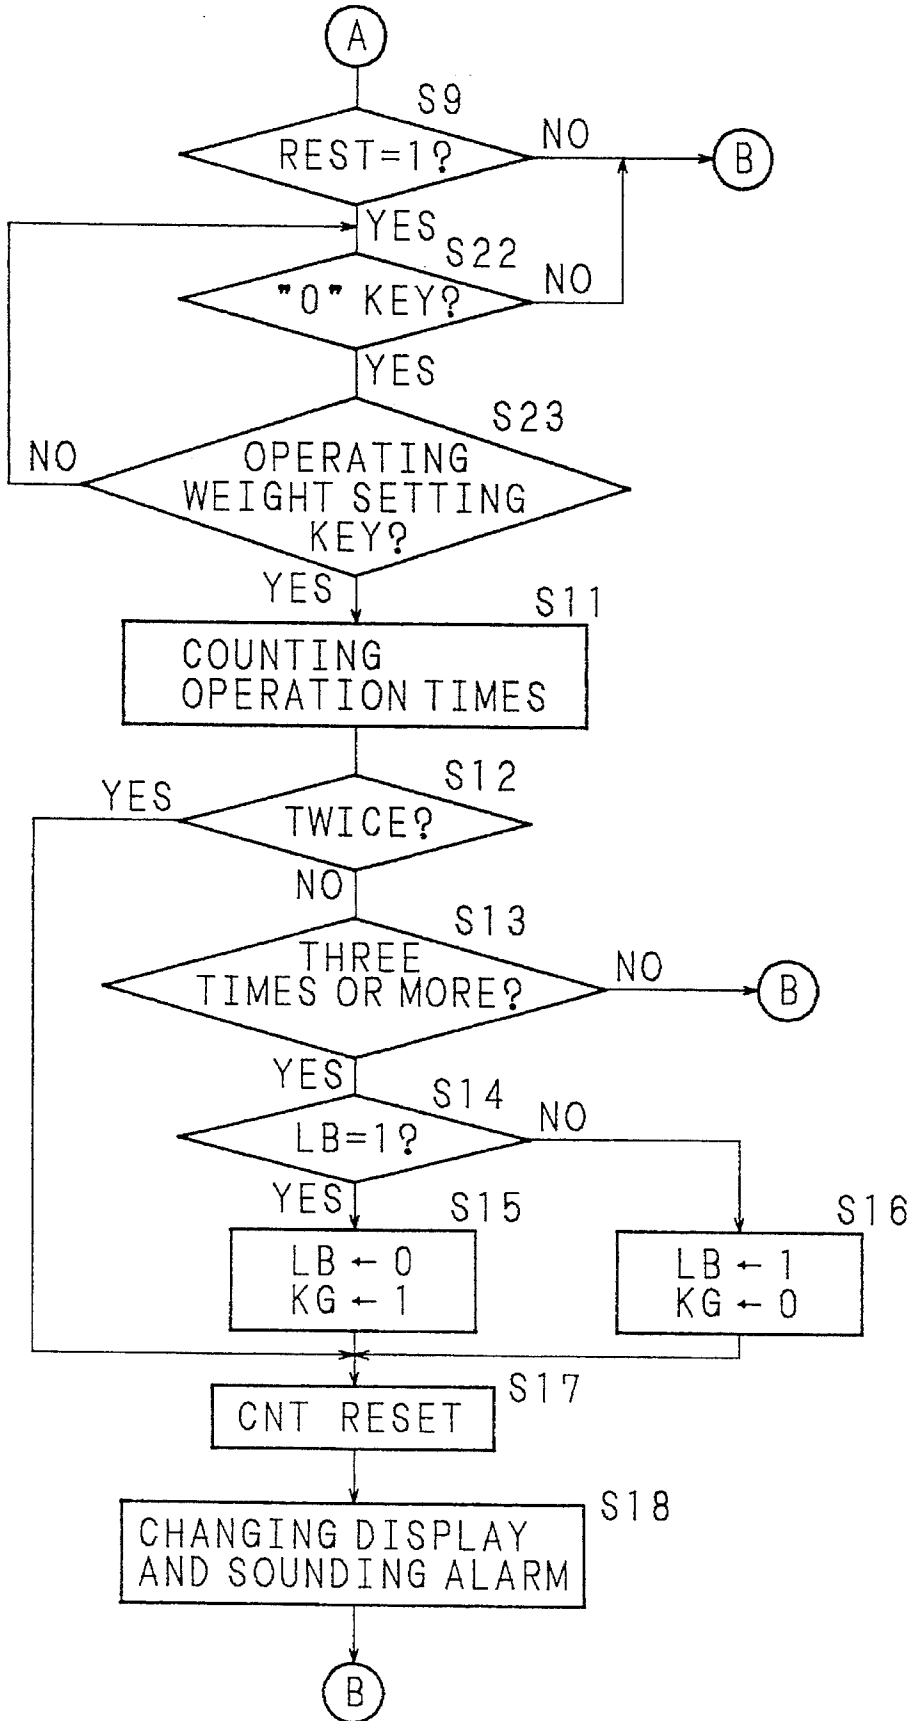 A
S9
REST=1?
NO
B
YES
S22
"0" KEY?
NO
YES
S23
NO
OPERATING
WEIGHT SETTING
KEY?
YES
S11
COUNTING
OPERATION TIMES
S12
YES
TWICE?
NO
S13
THREE
TIMES OR MORE?
NO
B
YES
S14
LB=1?
NO
YES
S15
S16
LB ← 0
KG ← 1
LB ← 1
KG ← 0
S17
CNT RESET
S18
CHANGING DISPLAY
AND SOUNDING ALARM
B